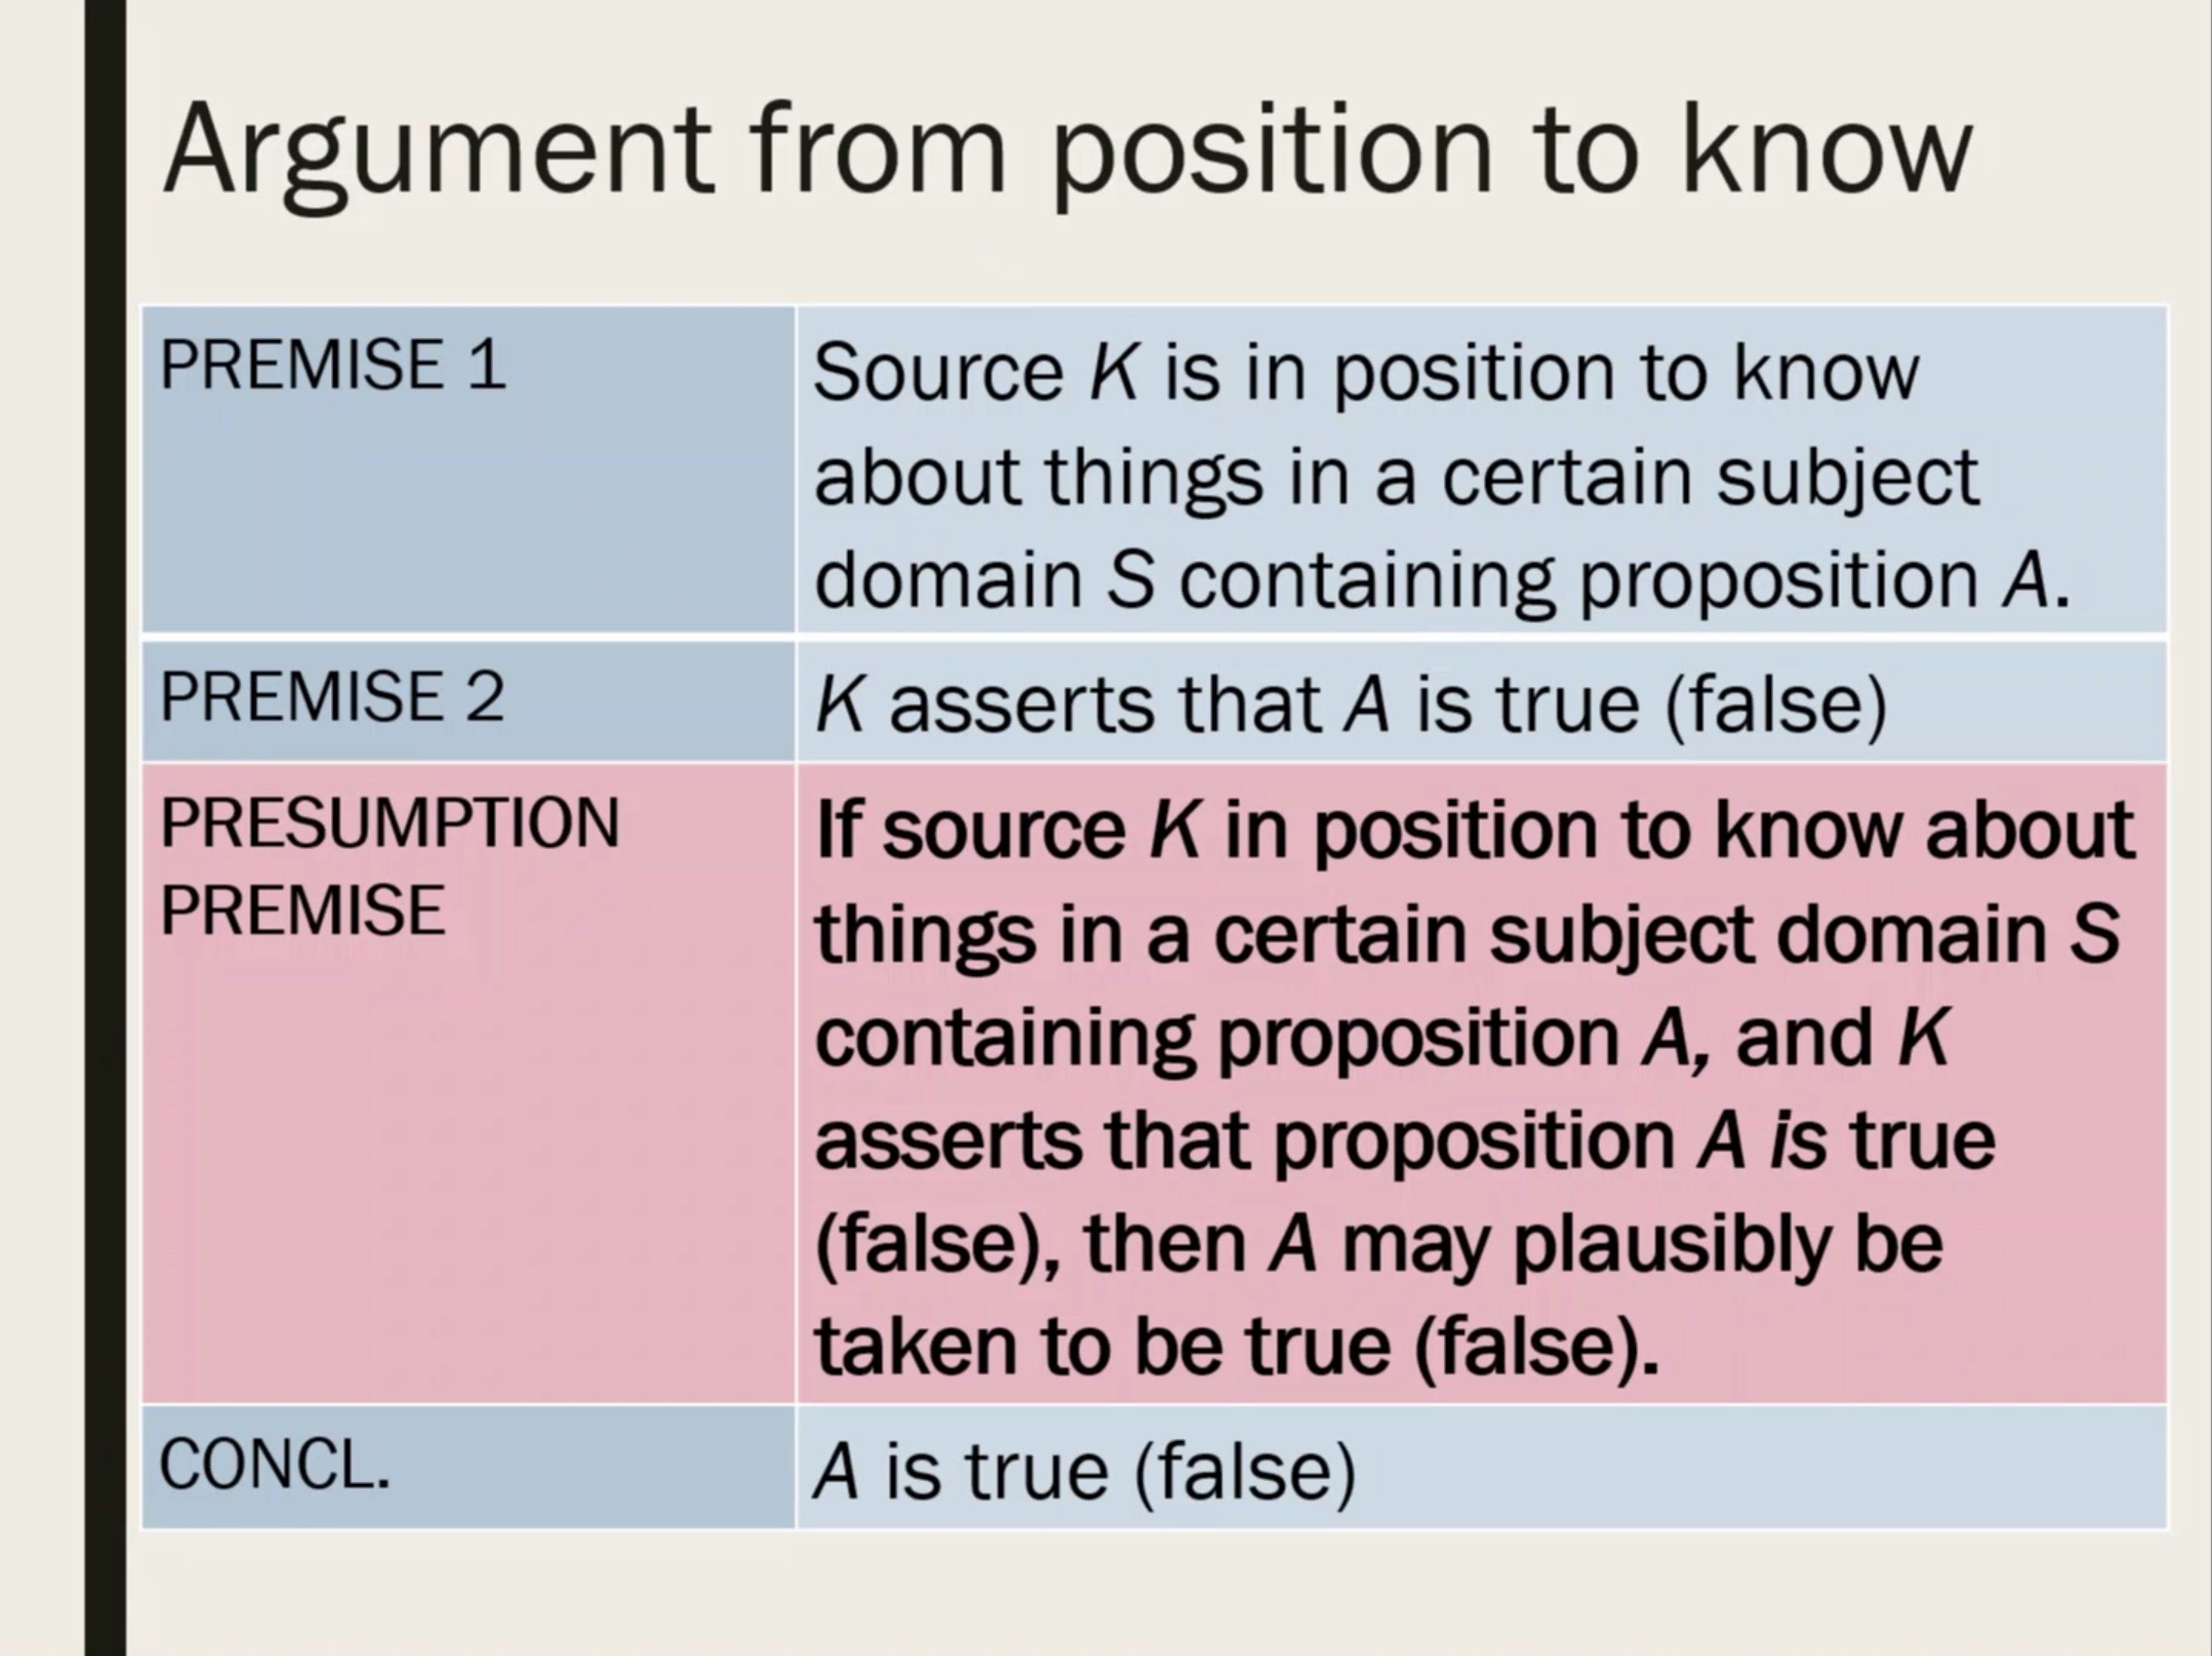 Argument from position to know
PREMISE 1
Source K is in position to know
about things in a certain subject
domain S containing proposition A.
PREMISE 2
K asserts that A is true (false)
PRESUMPTION
PREMISE
If source K in position to know about
things in a certain subject domain S
containing proposition A, and K
asserts that proposition A is true
(false), then A may plausibly be
taken to be true (false).
CONCL.
A is true (false)